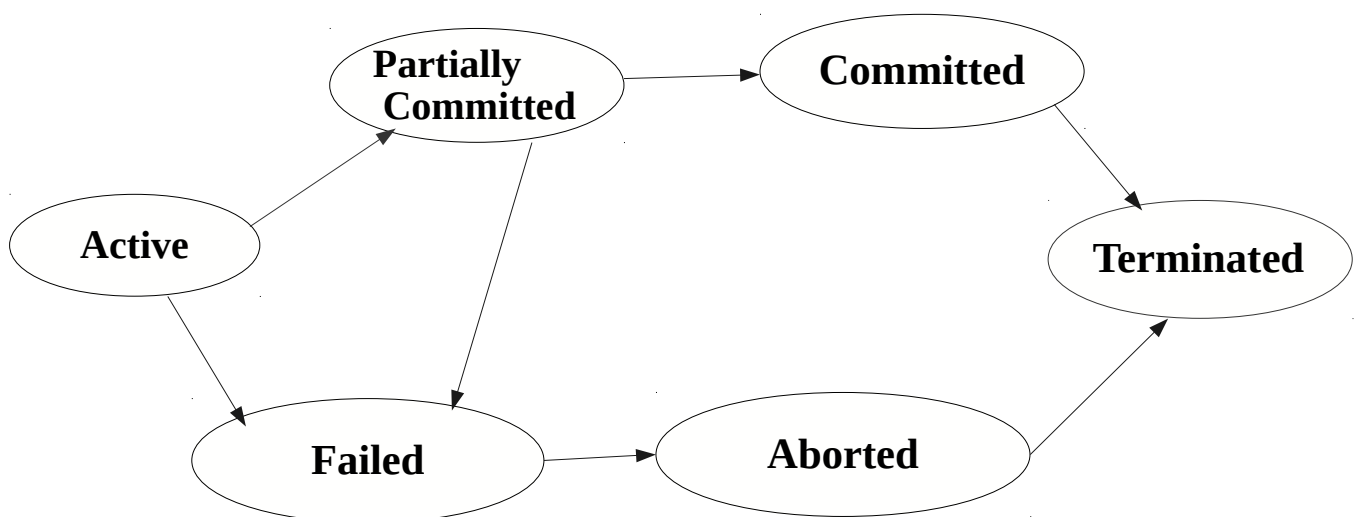 Partially
Committed
Committed
Active
Terminated
Failed
Aborted